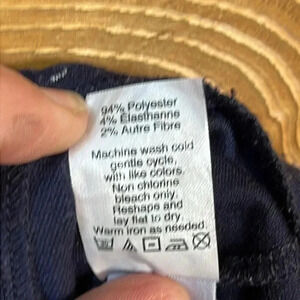 94% Polyester
4% Élasthanne
2% Autre Fibre
Machine wash cold
gentle cycle,
with like colors.
Non chlorine
bleach only.
Reshape and
lay flat to dry.
Warm iron as needed.